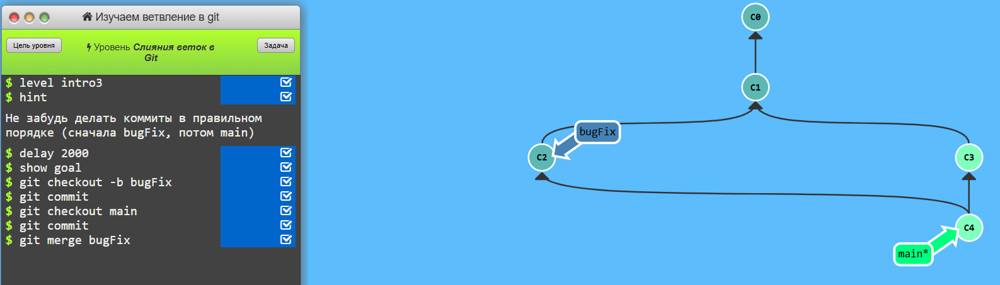 Изучаем ветвление в git
Цель уровня
Уровень Слияния веток в
Git
Задача
$ level intro3
$ hint
Не забудь делать коммиты в правильном
порядке (сначала bugFix, потом main)
$ delay 2000
$ show goal
$ git checkout -b bugFix
$ git commit
$ git checkout main
$ git commit
$ git merge bugFix
C0
C1
bugFix
C2
C3
C4
main*